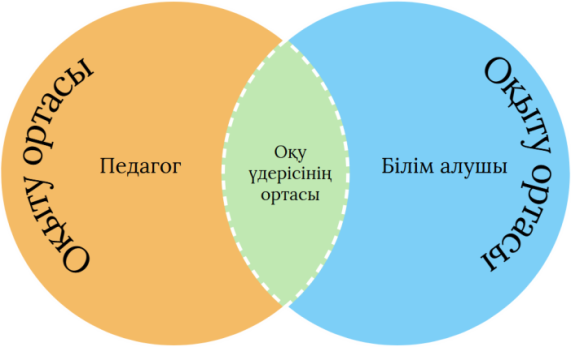 Оқыту ортасы
Педагог
Оқу
үдерісінің
ортасы
Білім алушы
Оқыту ортасы